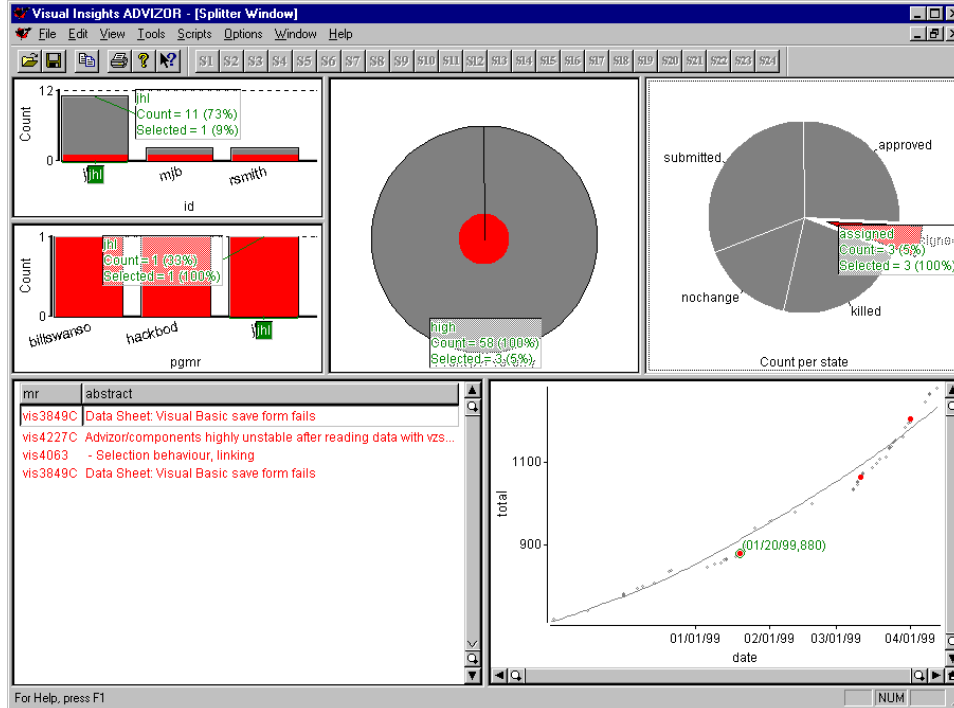 Visual Insights ADVIZOR - [Splitter Window]
File Edit View Tools Scripts Options Window Help
S1 S2 S3 S4 S5 S6 S7 S8 S9 S10 S11 S12 S13 S14 S15 S16 S17 S18 S19 S20 S21 S22 S23 S24
12
Count
0
jhl
Count = 11 (73%)
Selected = 1 (9%)
jhl mjb rsmith
id
1
Count
0
jhl
Count = 1 (33%)
Selected = 1 (100%)
billswanso hackbod jhl
pgmr
high
Count = 58 (100%)
Selected = 3 (5%)
submitted
approved
assigned
Count = 3 (5%)
Selected = 3 (100%)
nochange
killed
Count per state
mr abstract
vis3849C Data Sheet: Visual Basic save form fails
vis4227C Advizor/components highly unstable after reading data with vzs...
vis4063 - Selection behaviour, linking
vis3849C Data Sheet: Visual Basic save form fails
1100
total
900
(01/20/99,880)
01/01/99 02/01/99 03/01/99 04/01/99
date
For Help, press F1
NUM